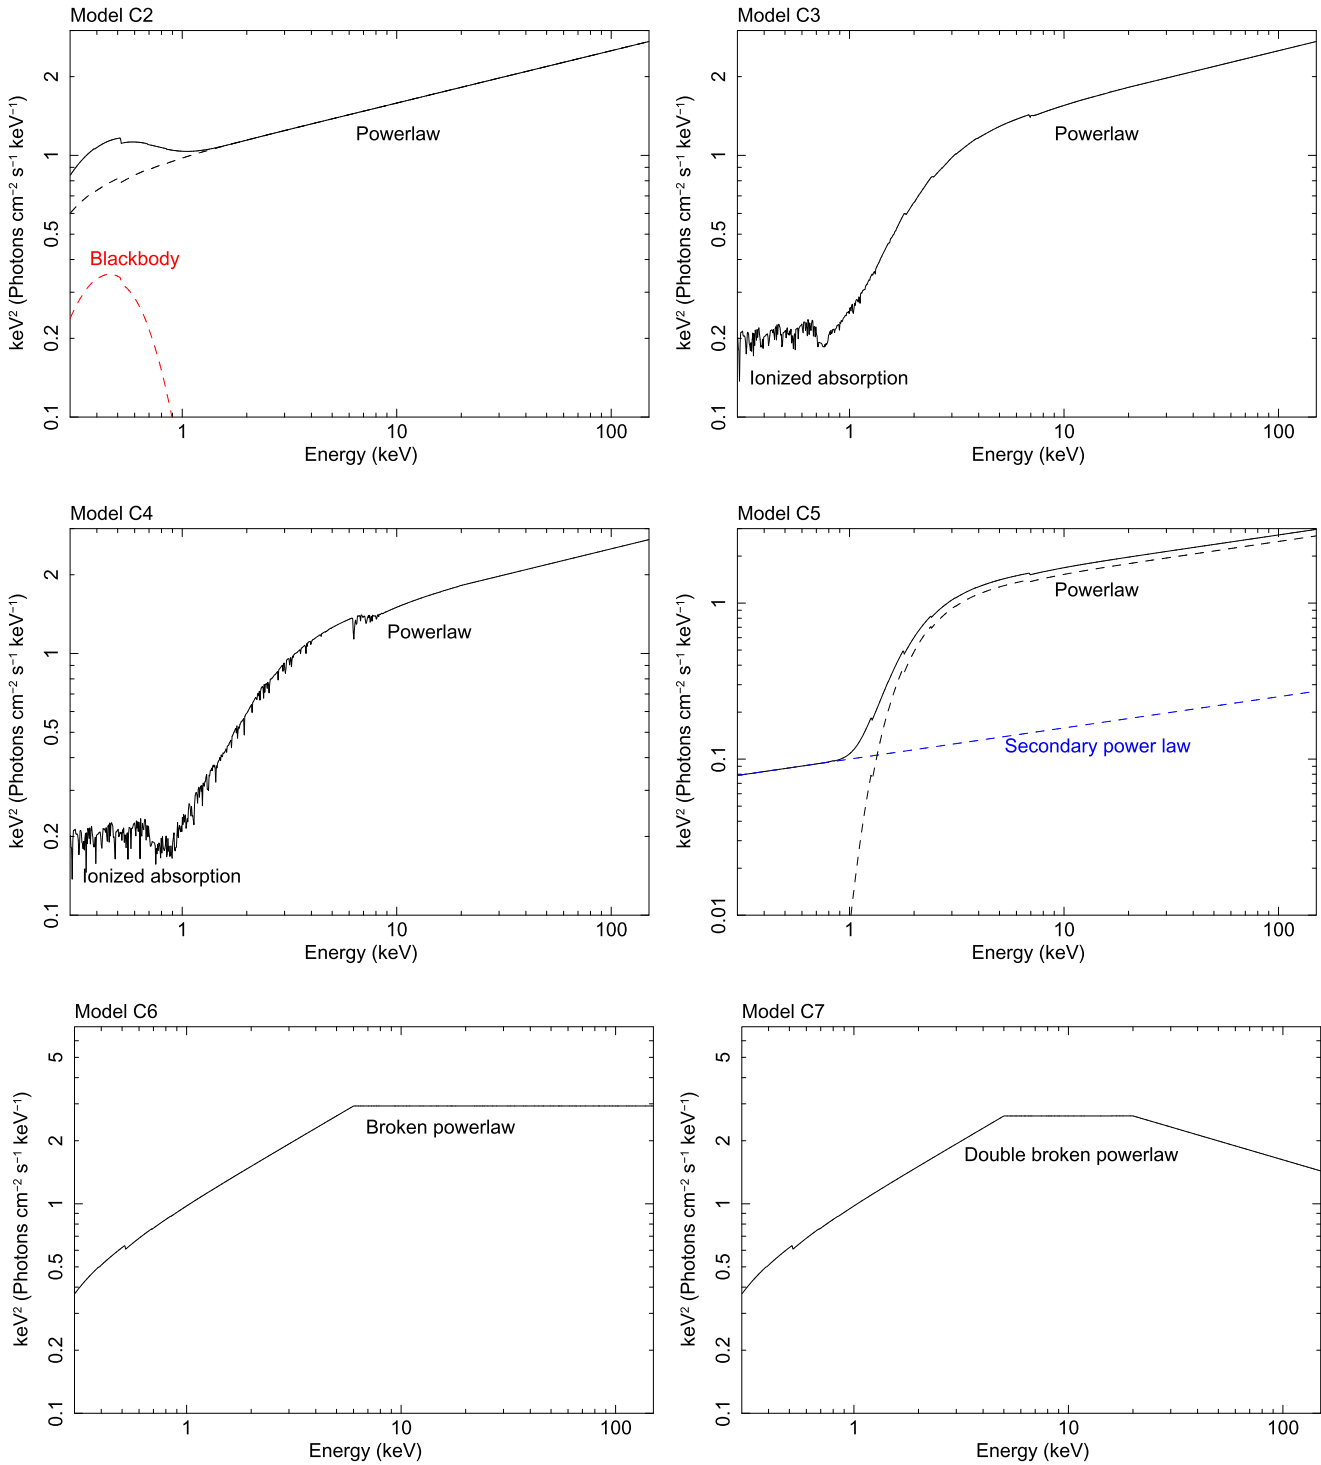 Model C2
2
1
0.5
0.2
0.1
keV² (Photons cm⁻² s⁻¹ keV⁻¹)
Powerlaw
Blackbody
1 10 100
Energy (keV)
Model C3
2
1
0.5
0.2
0.1
keV² (Photons cm⁻² s⁻¹ keV⁻¹)
Powerlaw
Ionized absorption
1 10 100
Energy (keV)
Model C4
2
1
0.5
0.2
0.1
keV² (Photons cm⁻² s⁻¹ keV⁻¹)
Powerlaw
Ionized absorption
1 10 100
Energy (keV)
Model C5
1
0.1
0.01
keV² (Photons cm⁻² s⁻¹ keV⁻¹)
Powerlaw
Secondary power law
1 10 100
Energy (keV)
Model C6
5
2
1
0.5
0.2
0.1
keV² (Photons cm⁻² s⁻¹ keV⁻¹)
Broken powerlaw
1 10 100
Energy (keV)
Model C7
5
2
1
0.5
0.2
0.1
keV² (Photons cm⁻² s⁻¹ keV⁻¹)
Double broken powerlaw
1 10 100
Energy (keV)